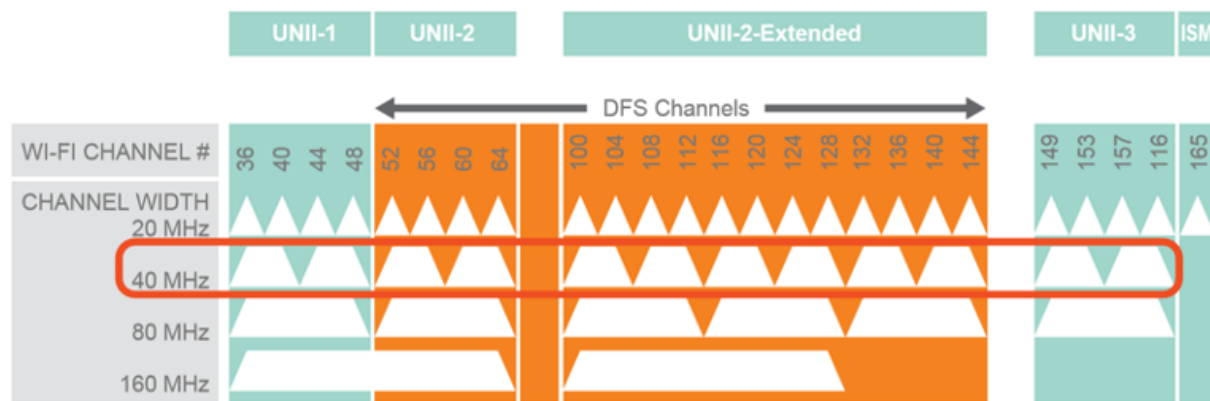 UNII-1 UNII-2 UNII-2-Extended UNII-3 ISM
DFS Channels
WI-FI CHANNEL # 36 40 44 48 52 56 60 64 100 104 108 112 116 120 124 128 132 136 140 144 149 153 157 116 165
CHANNEL WIDTH
20 MHz
40 MHz
80 MHz
160 MHz